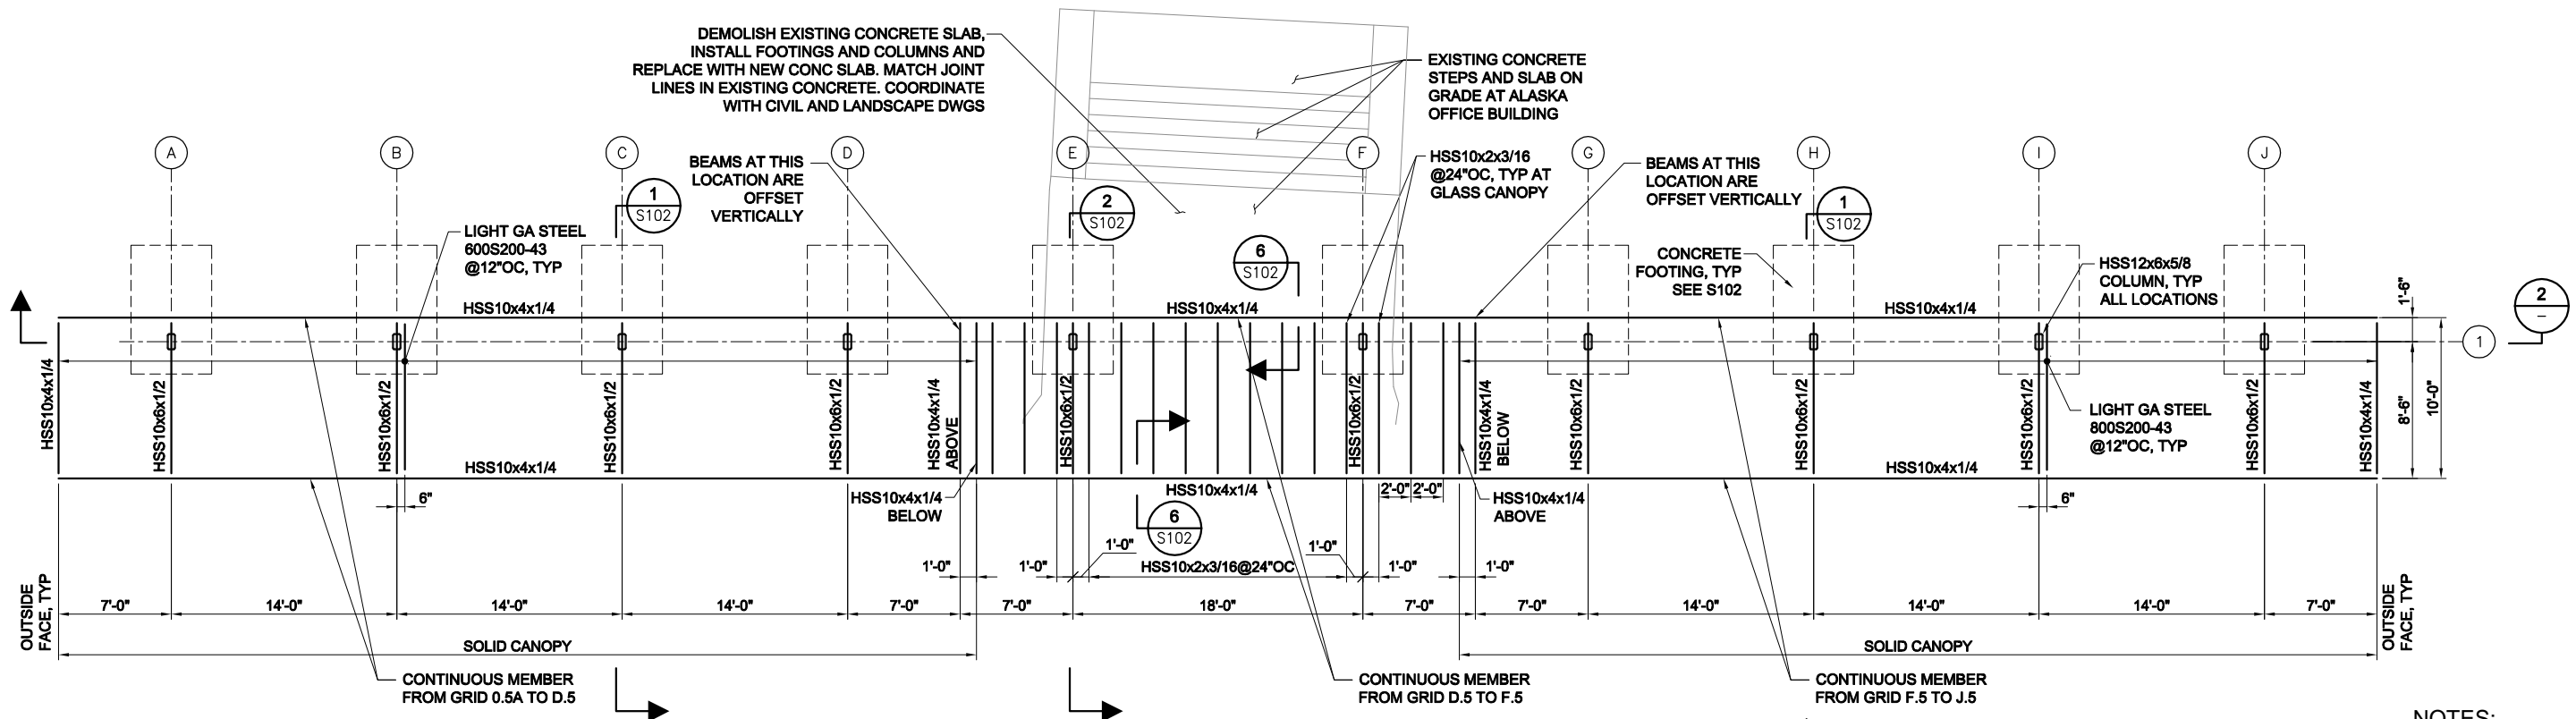 DEMOLISH EXISTING CONCRETE SLAB,
INSTALL FOOTINGS AND COLUMNS AND
REPLACE WITH NEW CONC SLAB. MATCH JOINT
LINES IN EXISTING CONCRETE. COORDINATE
WITH CIVIL AND LANDSCAPE DWGS
EXISTING CONCRETE
STEPS AND SLAB ON
GRADE AT ALASKA
OFFICE BUILDING
A
B
C
D
E
F
G
H
I
J
BEAMS AT THIS
LOCATION ARE
OFFSET
VERTICALLY
HSS10x2x3/16
@24"OC, TYP AT
GLASS CANOPY
BEAMS AT THIS
LOCATION ARE
OFFSET VERTICALLY
1
S102
2
S102
1
S102
LIGHT GA STEEL
600S200-43
@12"OC, TYP
6
S102
CONCRETE
FOOTING, TYP
SEE S102
HSS12x6x5/8
COLUMN, TYP
ALL LOCATIONS
1'-6"
2
–
HSS10x4x1/4
HSS10x4x1/4
HSS10x4x1/4
1
HSS10x4x1/4
HSS10x6x1/2
HSS10x6x1/2
HSS10x6x1/2
HSS10x6x1/2
HSS10x4x1/4
ABOVE
HSS10x6x1/2
HSS10x6x1/2
HSS10x4x1/4
BELOW
HSS10x6x1/2
HSS10x6x1/2
HSS10x6x1/2
HSS10x6x1/2
HSS10x4x1/4
8'-6"
10'-0"
LIGHT GA STEEL
800S200-43
@12"OC, TYP
HSS10x4x1/4
HSS10x4x1/4
HSS10x4x1/4
6"
HSS10x4x1/4
BELOW
2'-0"
2'-0"
HSS10x4x1/4
ABOVE
6"
6
S102
1'-0"
1'-0"
1'-0"
1'-0"
HSS10x2x3/16@24"OC
1'-0"
1'-0"
OUTSIDE
FACE, TYP
7'-0"
14'-0"
14'-0"
14'-0"
7'-0"
7'-0"
18'-0"
7'-0"
7'-0"
14'-0"
14'-0"
14'-0"
7'-0"
OUTSIDE
FACE, TYP
SOLID CANOPY
SOLID CANOPY
CONTINUOUS MEMBER
FROM GRID 0.5A TO D.5
CONTINUOUS MEMBER
FROM GRID D.5 TO F.5
CONTINUOUS MEMBER
FROM GRID F.5 TO J.5
NOTES: